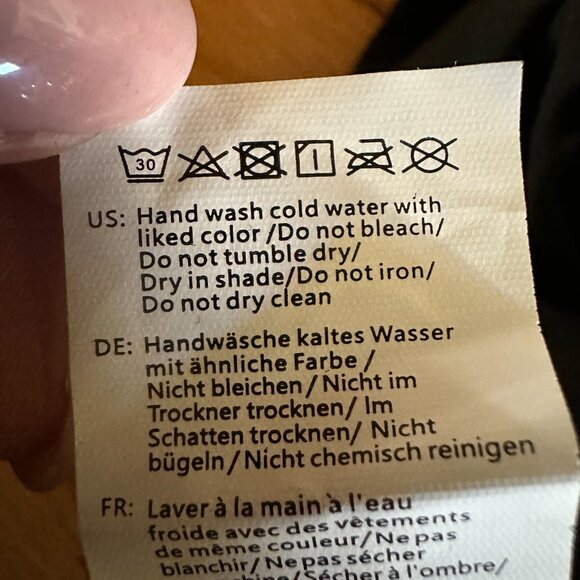 30
US: Hand wash cold water with
liked color /Do not bleach/
Do not tumble dry/
Dry in shade/Do not iron/
Do not dry clean
DE: Handwäsche kaltes Wasser
mit ähnliche Farbe /
Nicht bleichen / Nicht im
Trockner trocknen/ Im
Schatten trocknen/ Nicht
bügeln / Nicht chemisch reinigen
FR: Laver à la main à l'eau
froide avec des vêtements
de même couleur/Ne pas
blanchir/Ne pas sécher
/Sécher à l'ombre/